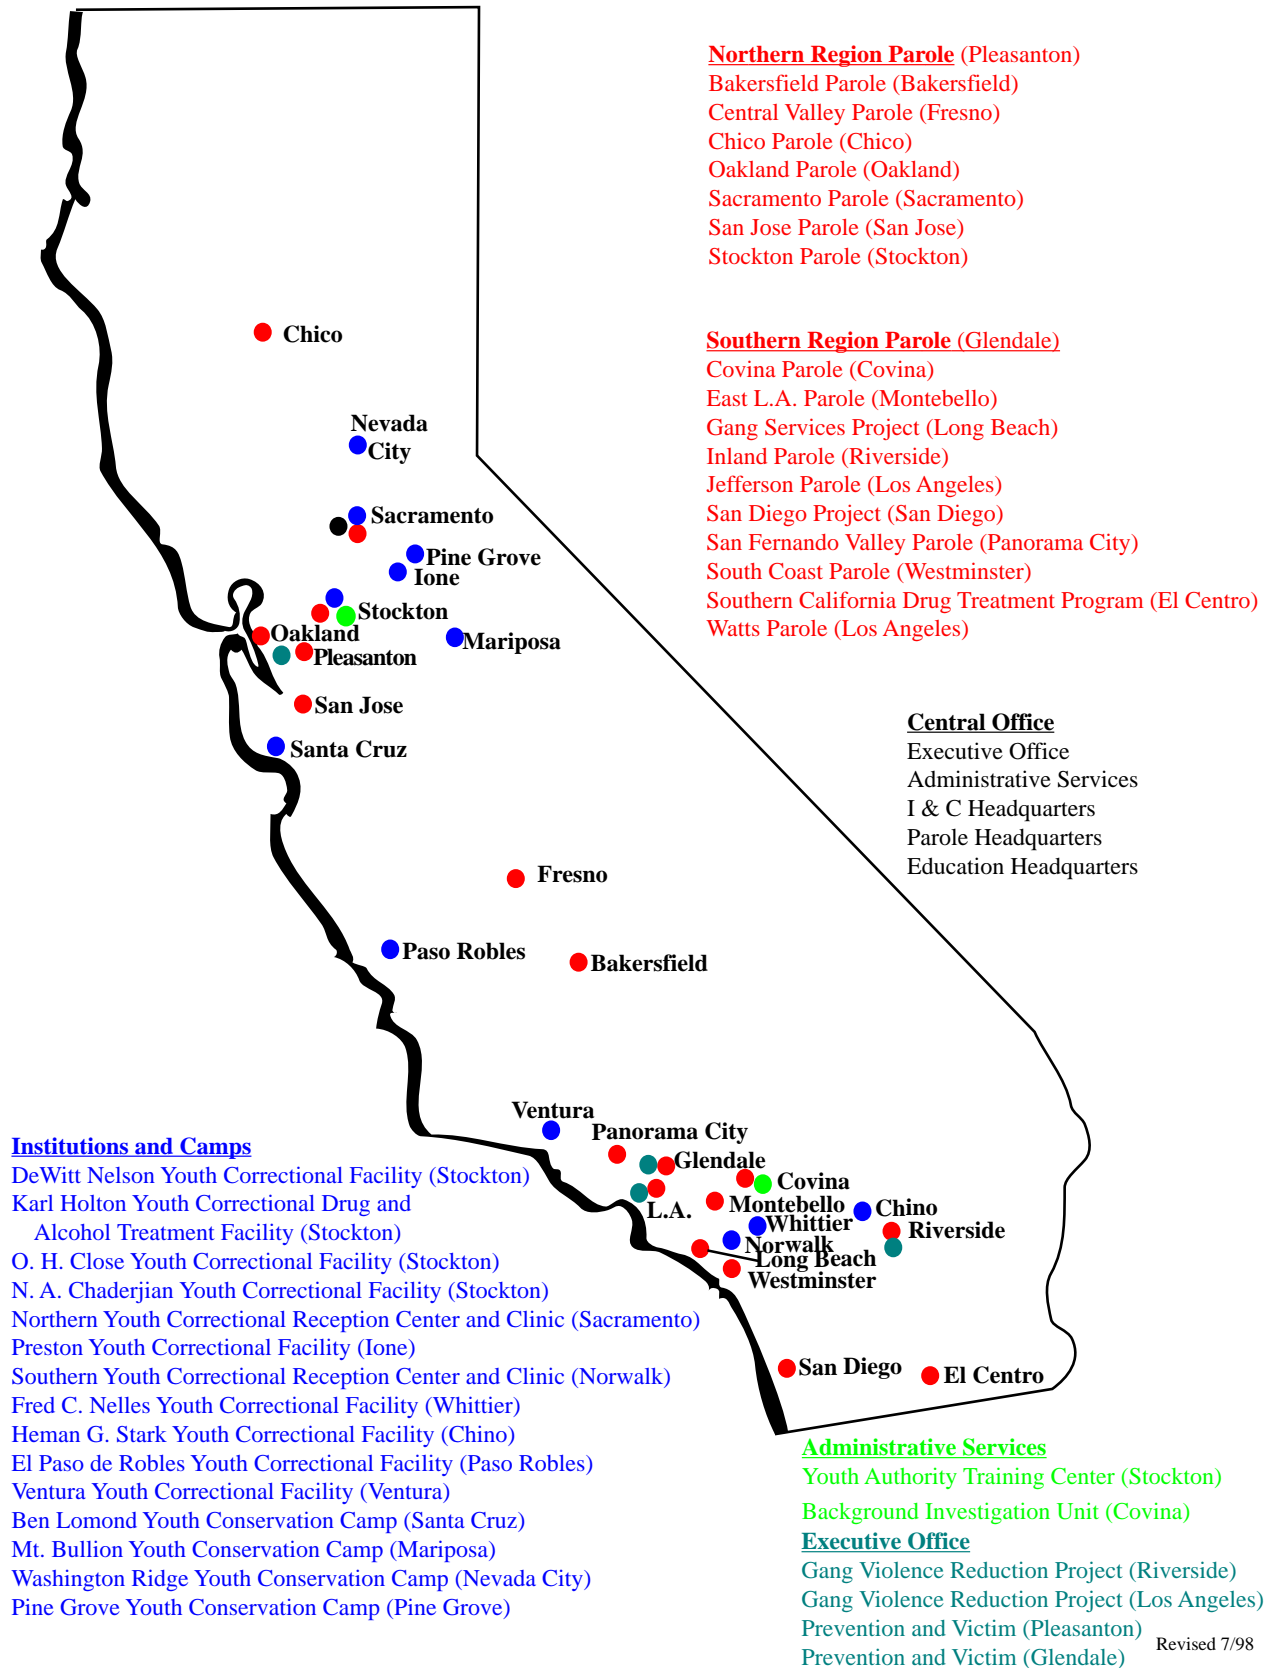 Northern Region Parole (Pleasanton)
Bakersfield Parole (Bakersfield)
Central Valley Parole (Fresno)
Chico Parole (Chico)
Oakland Parole (Oakland)
Sacramento Parole (Sacramento)
San Jose Parole (San Jose)
Stockton Parole (Stockton)
Southern Region Parole (Glendale)
Covina Parole (Covina)
East L.A. Parole (Montebello)
Gang Services Project (Long Beach)
Inland Parole (Riverside)
Jefferson Parole (Los Angeles)
San Diego Project (San Diego)
San Fernando Valley Parole (Panorama City)
South Coast Parole (Westminster)
Southern California Drug Treatment Program (El Centro)
Watts Parole (Los Angeles)
Central Office
Executive Office
Administrative Services
I & C Headquarters
Parole Headquarters
Education Headquarters
Chico
Nevada
City
Sacramento
Pine Grove
Ione
Stockton
Oakland
Mariposa
Pleasanton
San Jose
Santa Cruz
Fresno
Paso Robles
Bakersfield
Ventura
Panorama City
Glendale
Covina
L.A.
Montebello
Chino
Whittier
Riverside
Norwalk
Long Beach
Westminster
San Diego
El Centro
Institutions and Camps
DeWitt Nelson Youth Correctional Facility (Stockton)
Karl Holton Youth Correctional Drug and
Alcohol Treatment Facility (Stockton)
O. H. Close Youth Correctional Facility (Stockton)
N. A. Chaderjian Youth Correctional Facility (Stockton)
Northern Youth Correctional Reception Center and Clinic (Sacramento)
Preston Youth Correctional Facility (Ione)
Southern Youth Correctional Reception Center and Clinic (Norwalk)
Fred C. Nelles Youth Correctional Facility (Whittier)
Heman G. Stark Youth Correctional Facility (Chino)
El Paso de Robles Youth Correctional Facility (Paso Robles)
Ventura Youth Correctional Facility (Ventura)
Ben Lomond Youth Conservation Camp (Santa Cruz)
Mt. Bullion Youth Conservation Camp (Mariposa)
Washington Ridge Youth Conservation Camp (Nevada City)
Pine Grove Youth Conservation Camp (Pine Grove)
Administrative Services
Youth Authority Training Center (Stockton)
Background Investigation Unit (Covina)
Executive Office
Gang Violence Reduction Project (Riverside)
Gang Violence Reduction Project (Los Angeles)
Prevention and Victim (Pleasanton)
Prevention and Victim (Glendale)
Revised 7/98